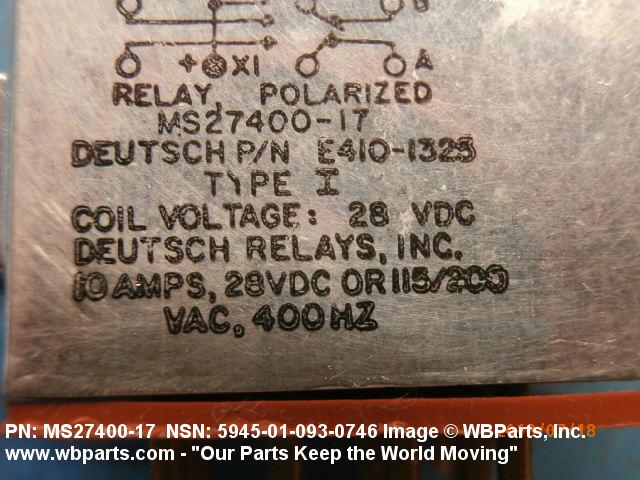 + X1 A
RELAY, POLARIZED
MS27400-17
DEUTSCH P/N E410-1325
TYPE I
COIL VOLTAGE: 28 VDC
DEUTSCH RELAYS, INC.
10 AMPS, 28VDC OR 115/200
VAC, 400HZ
PN: MS27400-17 NSN: 5945-01-093-0746 Image © WBParts, Inc.
www.wbparts.com - "Our Parts Keep the World Moving"